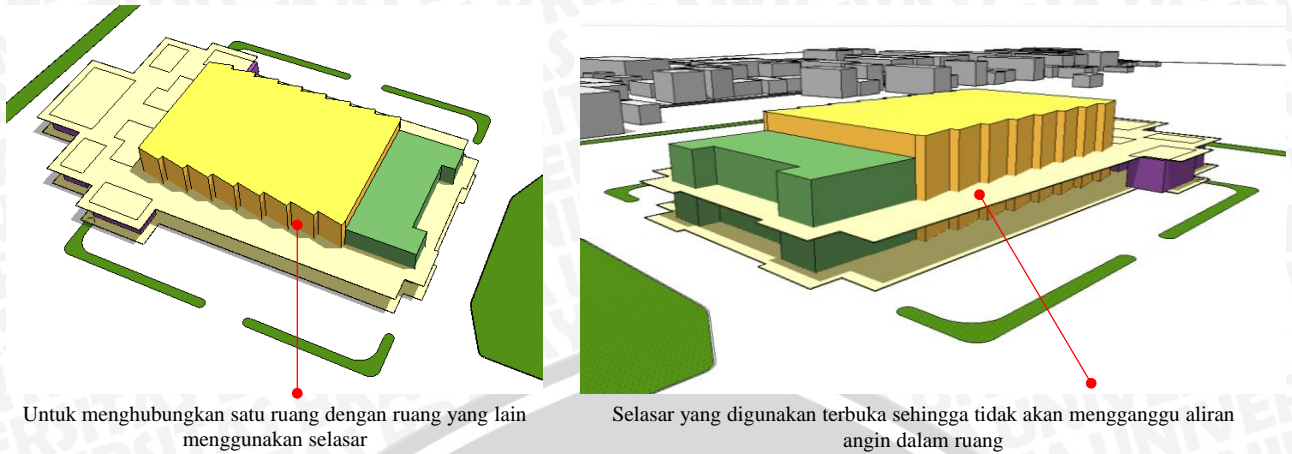 Untuk menghubungkan satu ruang dengan ruang yang lain
menggunakan selasar
Selasar yang digunakan terbuka sehingga tidak akan mengganggu aliran
angin dalam ruang